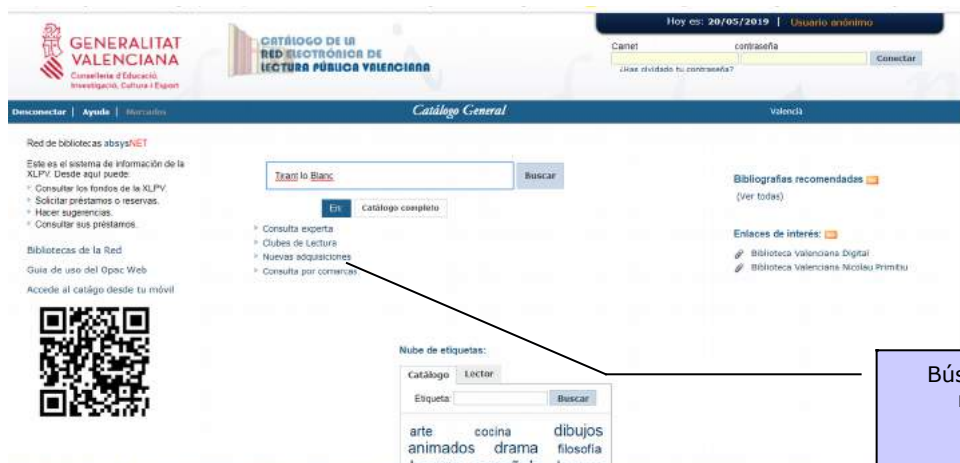 Hoy es: 20/05/2019 | Usuario anónimo
GENERALITAT
VALENCIANA
Conselleria d'Educació,
Investigació, Cultura i Esport
CATÁLOGO DE LA
RED ELECTRÓNICA DE
LECTURA PÚBLICA VALENCIANA
Carnet contraseña
Conectar
¿Has olvidado tu contraseña?
Desconectar | Ayuda | Mercados
Catálogo General
Valencià
Red de bibliotecas absysNET
Este es el sistema de información de la
XLPV. Desde aquí puede:
Consultar los fondos de la XLPV.
Solicitar préstamos o reservas.
Hacer sugerencias.
Consultar sus préstamos.
Bibliotecas de la Red
Guia de uso del Opac Web
Accede al catágo desde tu móvil
Tirant lo Blanc
Buscar
En: Catálogo completo
Consulta experta
Clubes de Lectura
Nuevas adquisiciones
Consulta por comarcas
Bibliografías recomendadas
(Ver todas)
Enlaces de interés:
Biblioteca Valenciana Digital
Biblioteca Valenciana Nicolau Primitiu
Nube de etiquetas:
Catálogo Lector
Etiqueta: Buscar
arte cocina dibujos
animados drama filosofia
Bús